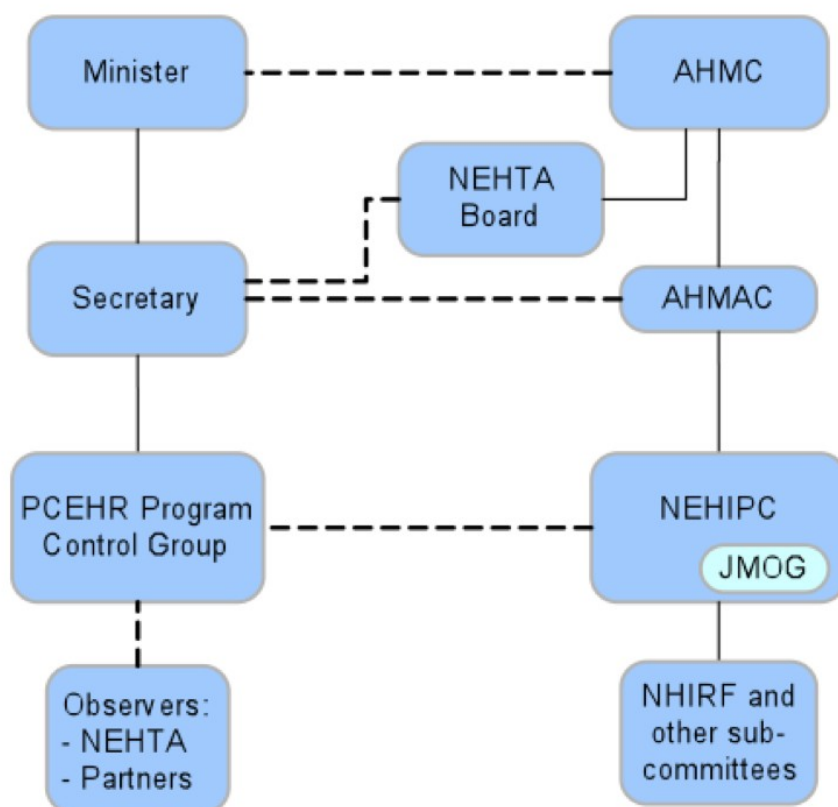 Minister
AHMC
NEHTA
Board
Secretary
AHMAC
PCEHR Program
Control Group
NEHIPC
JMOG
Observers:
- NEHTA
- Partners
NHIRF and
other sub-
committees